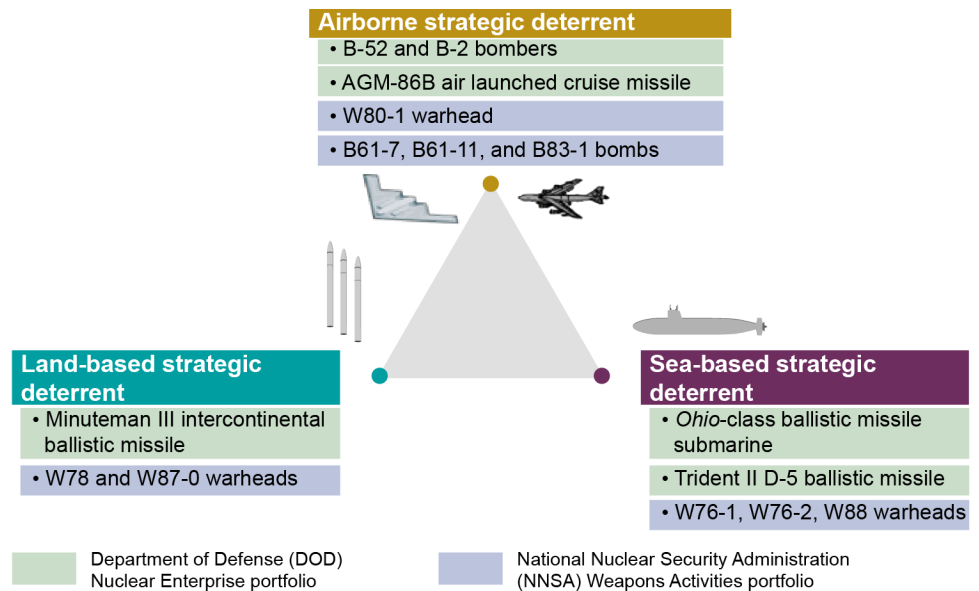 Airborne strategic deterrent
• B-52 and B-2 bombers
• AGM-86B air launched cruise missile
• W80-1 warhead
• B61-7, B61-11, and B83-1 bombs
Land-based strategic
deterrent
• Minuteman III intercontinental
ballistic missile
• W78 and W87-0 warheads
Sea-based strategic
deterrent
• Ohio-class ballistic missile
submarine
• Trident II D-5 ballistic missile
• W76-1, W76-2, W88 warheads
Department of Defense (DOD)
Nuclear Enterprise portfolio
National Nuclear Security Administration
(NNSA) Weapons Activities portfolio